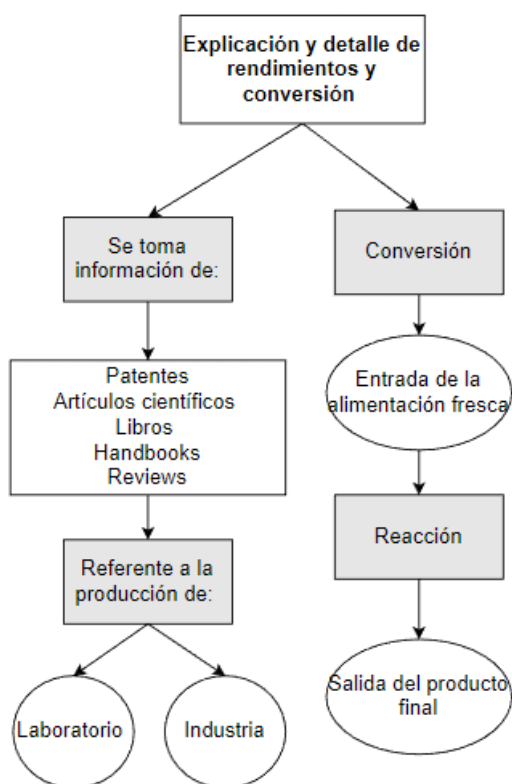 Explicación y detalle de
rendimientos y
conversión
Se toma
información de:
Patentes
Artículos científicos
Libros
Handbooks
Reviews
Referente a la
producción de:
Laboratorio
Industria
Conversión
Entrada de la
alimentación fresca
Reacción
Salida del producto
final